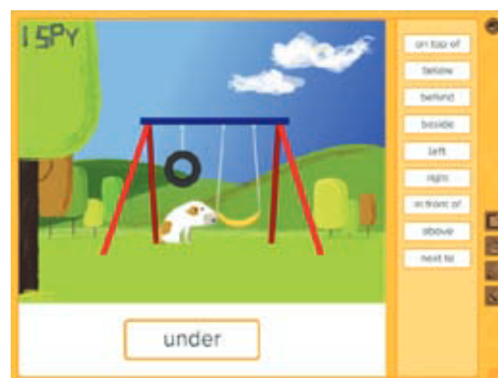 I SPY
on top of
below
behind
beside
left
right
in front of
above
next to
under